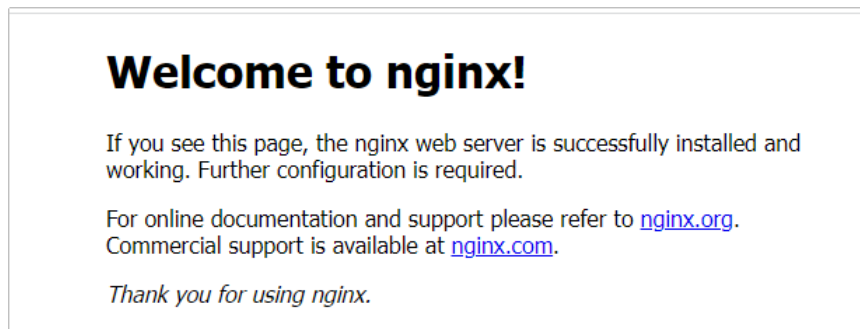 Welcome to nginx!
If you see this page, the nginx web server is successfully installed and
working. Further configuration is required.
For online documentation and support please refer to nginx.org.
Commercial support is available at nginx.com.
Thank you for using nginx.